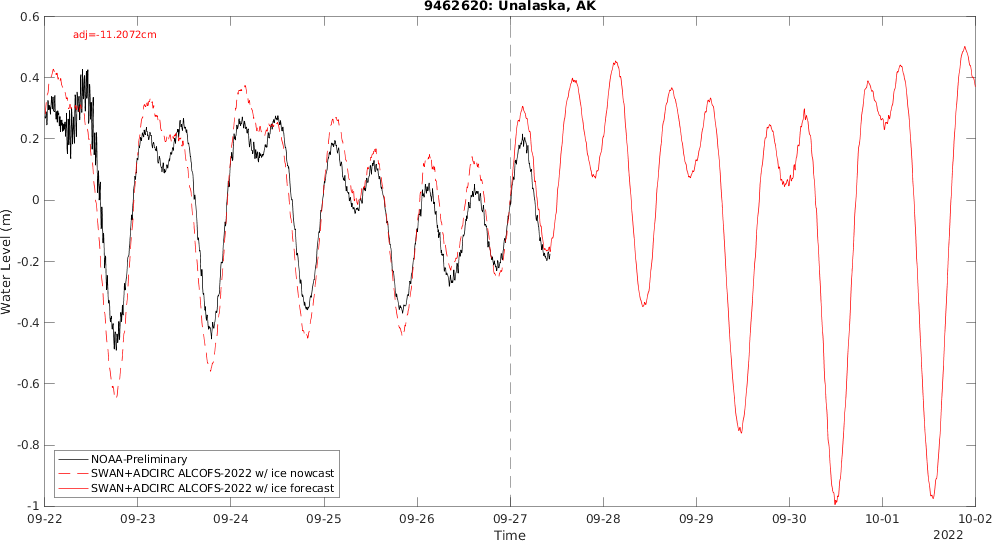 9462620: Unalaska, AK
adj=-11.2072cm
0.6
0.4
0.2
0
-0.2
-0.4
-0.6
-0.8
-1
Water Level (m)
NOAA-Preliminary
SWAN+ADCIRC ALCOFS-2022 w/ ice nowcast
SWAN+ADCIRC ALCOFS-2022 w/ ice forecast
09-22 09-23 09-24 09-25 09-26 09-27 09-28 09-29 09-30 10-01 10-02
Time
2022